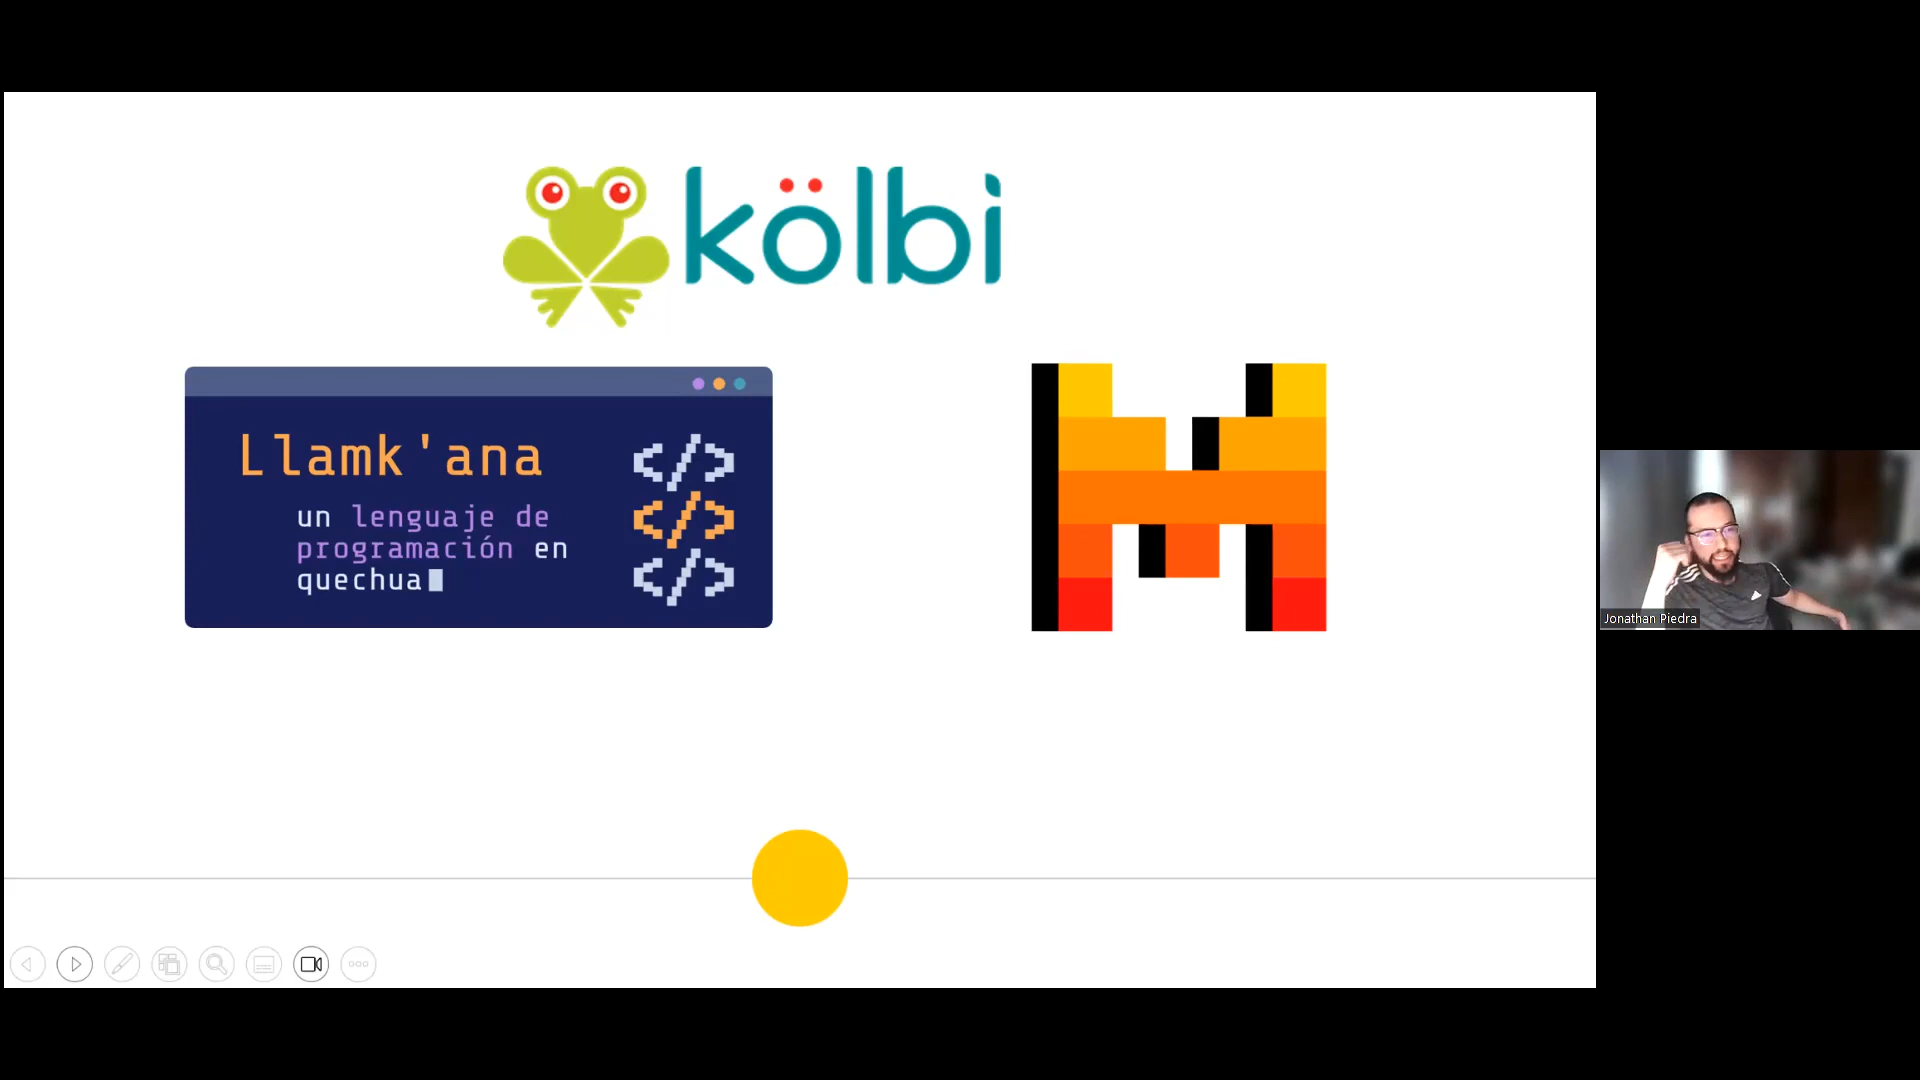 kölbi
Llamk'ana
un lenguaje de
programación en
quechua
Jonathan Piedra